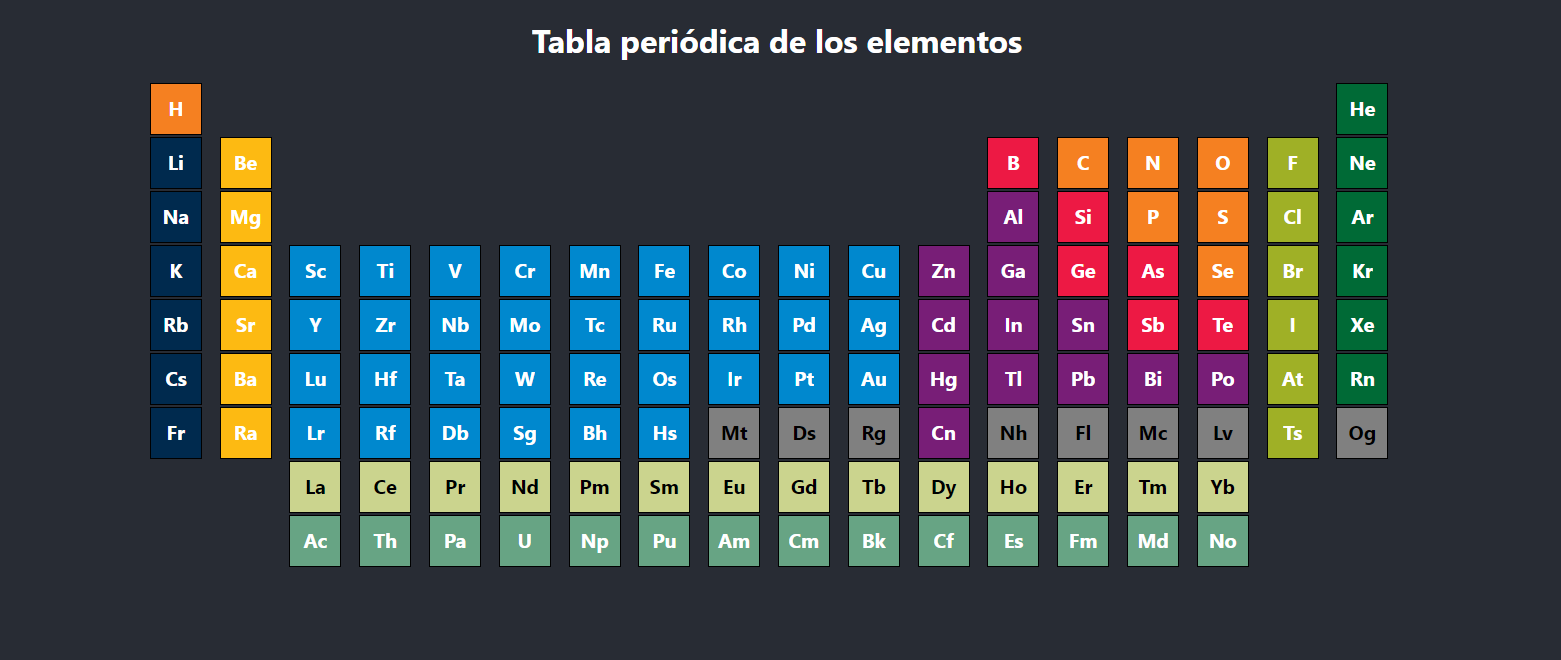 Tabla periódica de los elementos
H He
Li Be B C N O F Ne
Na Mg Al Si P S Cl Ar
K Ca Sc Ti V Cr Mn Fe Co Ni Cu Zn Ga Ge As Se Br Kr
Rb Sr Y Zr Nb Mo Tc Ru Rh Pd Ag Cd In Sn Sb Te I Xe
Cs Ba Lu Hf Ta W Re Os Ir Pt Au Hg Tl Pb Bi Po At Rn
Fr Ra Lr Rf Db Sg Bh Hs Mt Ds Rg Cn Nh Fl Mc Lv Ts Og
La Ce Pr Nd Pm Sm Eu Gd Tb Dy Ho Er Tm Yb
Ac Th Pa U Np Pu Am Cm Bk Cf Es Fm Md No